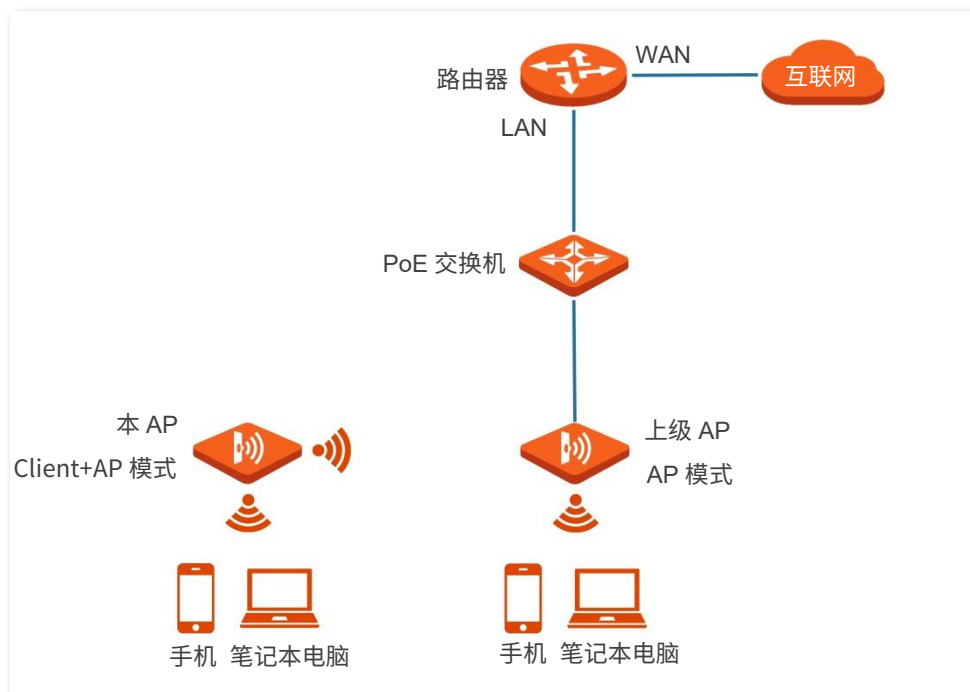 WAN
互联网
路由器
LAN
PoE 交换机
本 AP
Client+AP 模式
上级 AP
AP 模式
手机 笔记本电脑
手机 笔记本电脑